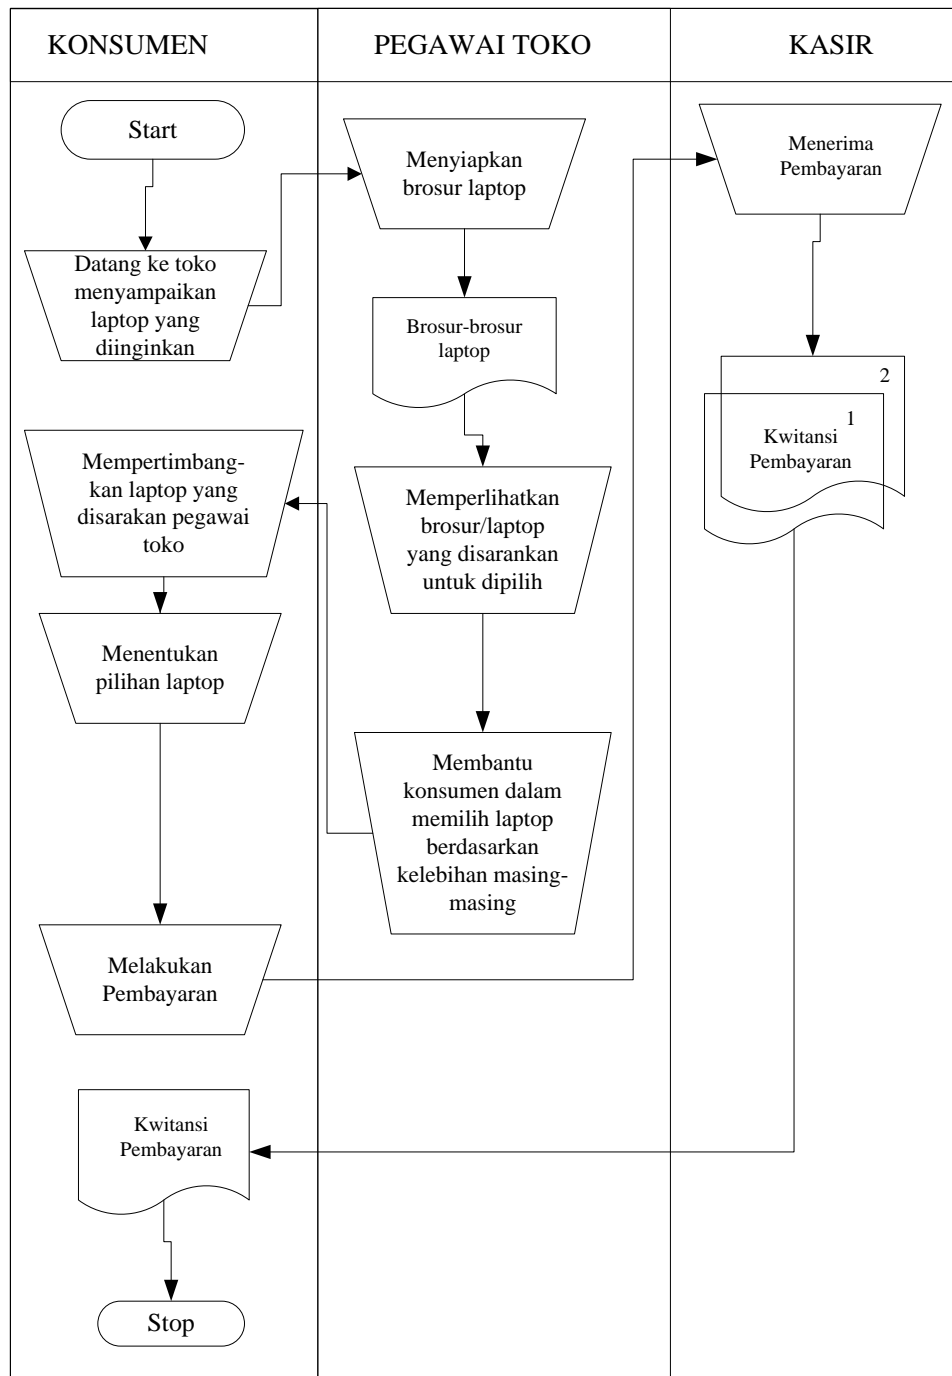 KONSUMEN
PEGAWAI TOKO
KASIR
Start
Datang ke toko
menyampaikan
laptop yang
diinginkan
Menyiapkan
brosur laptop
Brosur-brosur
laptop
Memperlihatkan
brosur/laptop
yang disarankan
untuk dipilih
Membantu
konsumen dalam
memilih laptop
berdasarkan
kelebihan masing-
masing
Mempertimbang-
kan laptop yang
disarakan pegawai
toko
Menentukan
pilihan laptop
Melakukan
Pembayaran
Menerima
Pembayaran
2
1
Kwitansi
Pembayaran
Kwitansi
Pembayaran
Stop